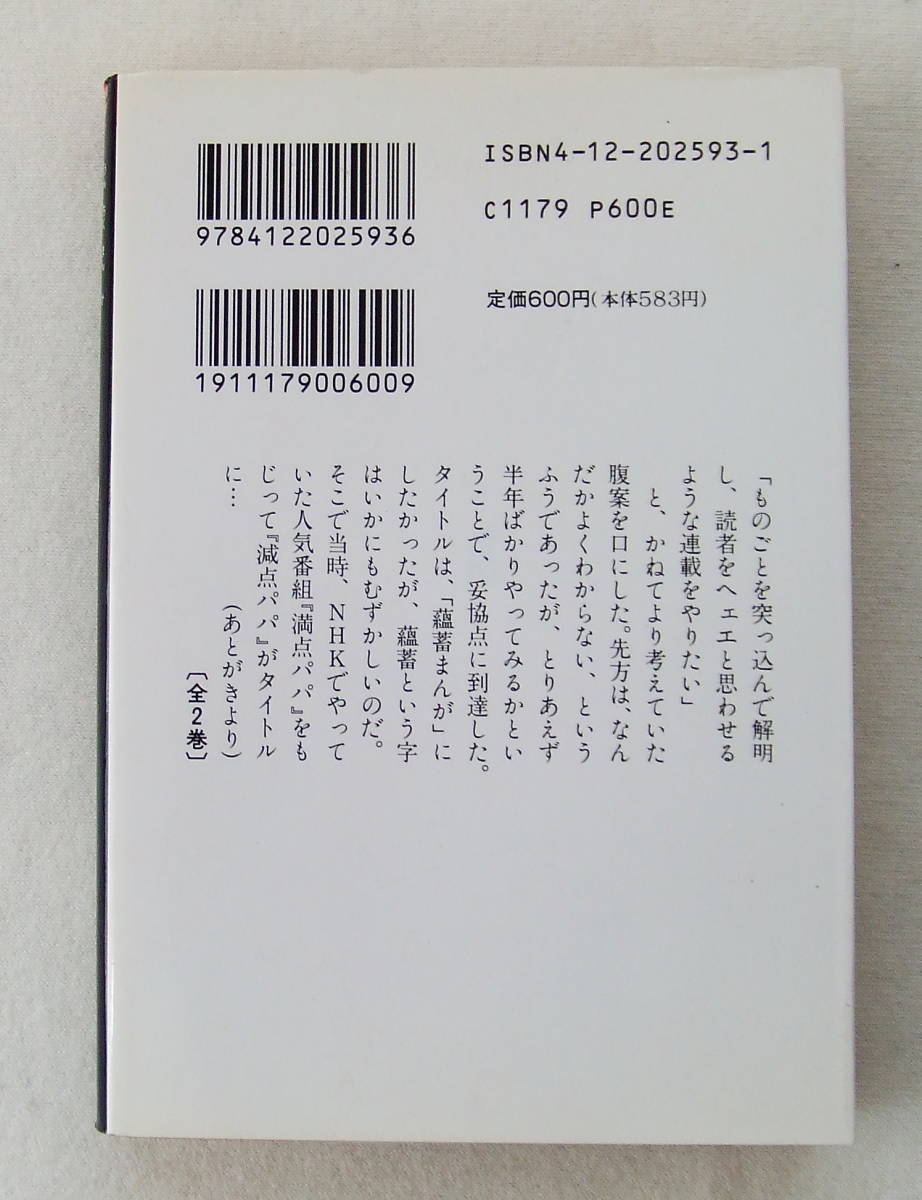 ISBN4-12-202593-1
C1179 P600E
9784122025936
定価600円(本体583円)
1911179006009
「ものごとを突っ込んで解明
し、読者をヘェエと思わせる
ような連載をやりたい」
と、かねてより考えていた
腹案を口にした。先方は、なん
だかよくわからない、という
ふうであったが、とりあえず
半年ばかりやってみるかとい
うことで、妥協点に到達した。
タイトルは、「蘊蓄まんが」に
したかったが、蘊蓄という字
はいかにもむずかしいのだ。
そこで当時、NHKでやって
いた人気番組『満点パパ』をも
じって『減点パパ』がタイトル
に… (あとがきより)
〔全2巻〕